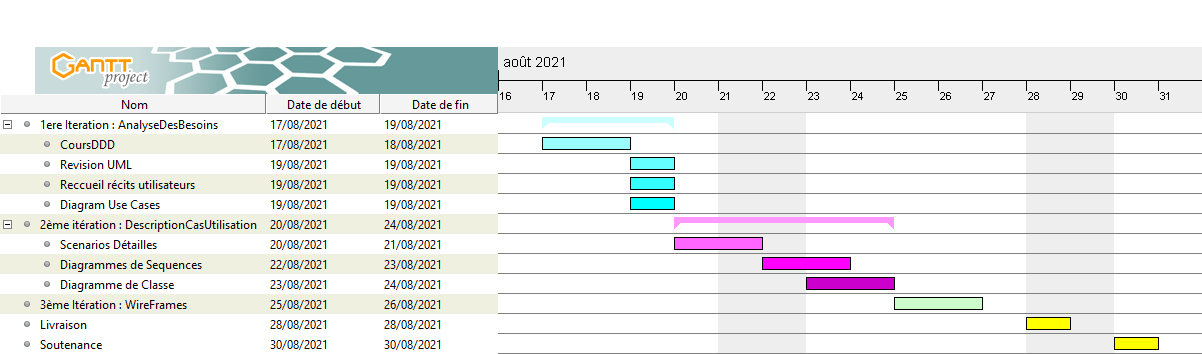 GANTT
project
août 2021
16 17 18 19 20 21 22 23 24 25 26 27 28 29 30 31
Nom Date de début Date de fin
1ere Iteration : AnalyseDesBesoins 17/08/2021 19/08/2021
CoursDDD 17/08/2021 18/08/2021
Revision UML 19/08/2021 19/08/2021
Reccueil récits utilisateurs 19/08/2021 19/08/2021
Diagram Use Cases 19/08/2021 19/08/2021
2ème itération : DescriptionCasUtilisation 20/08/2021 24/08/2021
Scenarios Détailles 20/08/2021 21/08/2021
Diagrammes de Sequences 22/08/2021 23/08/2021
Diagramme de Classe 23/08/2021 24/08/2021
3ème Itération : WireFrames 25/08/2021 26/08/2021
Livraison 28/08/2021 28/08/2021
Soutenance 30/08/2021 30/08/2021